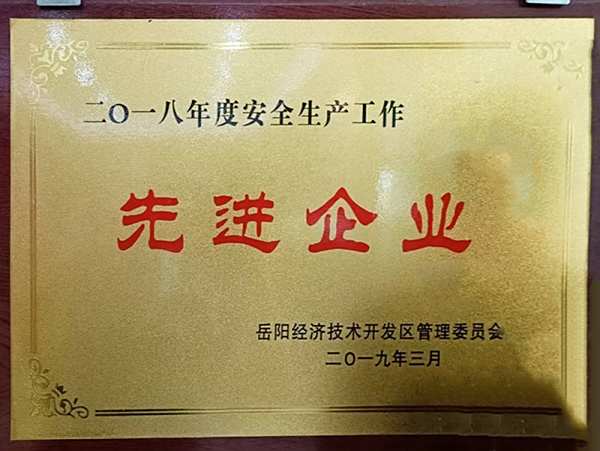 二〇一八年度安全生产工作
先进企业
岳阳经济技术开发区管理委员会
二〇一九年三月